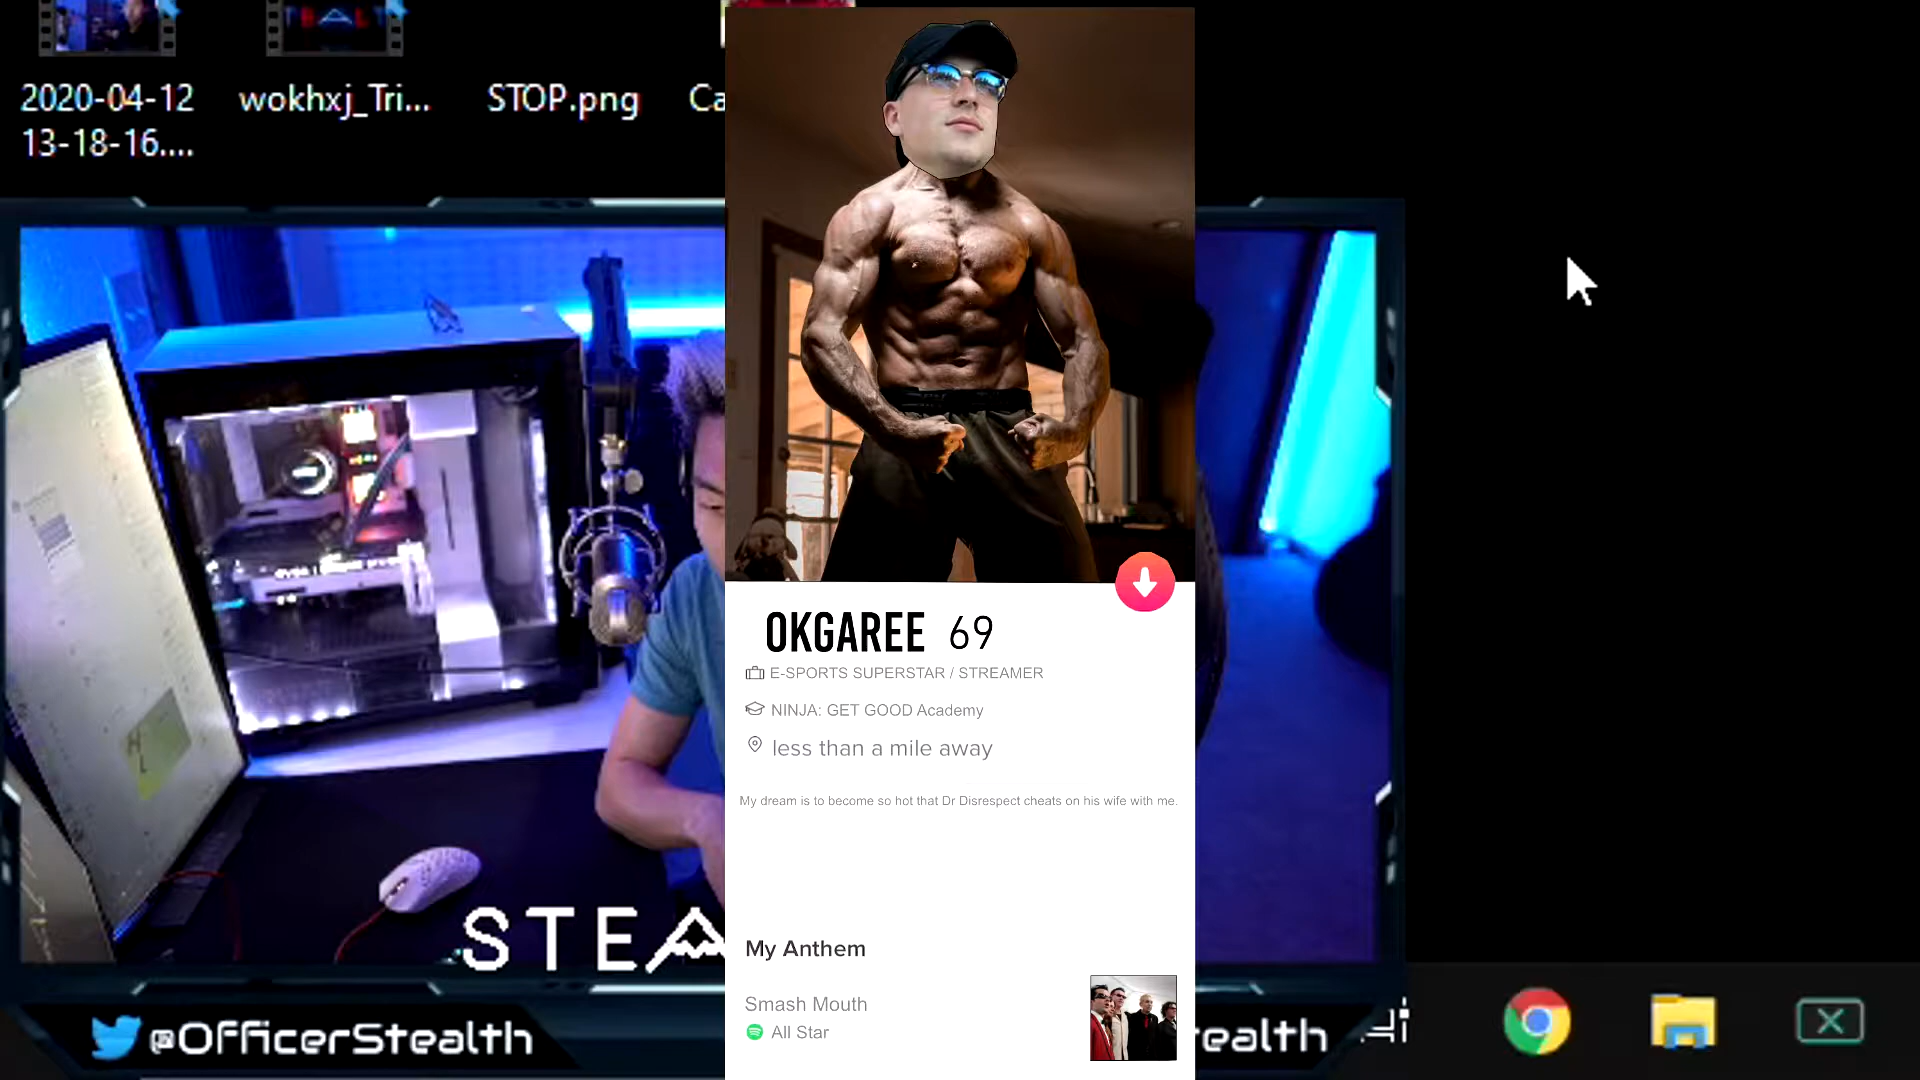 2020-04-12
13-18-16....
wokhxj_Tri...
STOP.png
Ca
OKGAREE 69
E-SPORTS SUPERSTAR / STREAMER
NINJA: GET GOOD Academy
less than a mile away
My dream is to become so hot that Dr Disrespect cheats on his wife with me.
My Anthem
Smash Mouth
All Star
STEA
@OfficerStealth
ealth